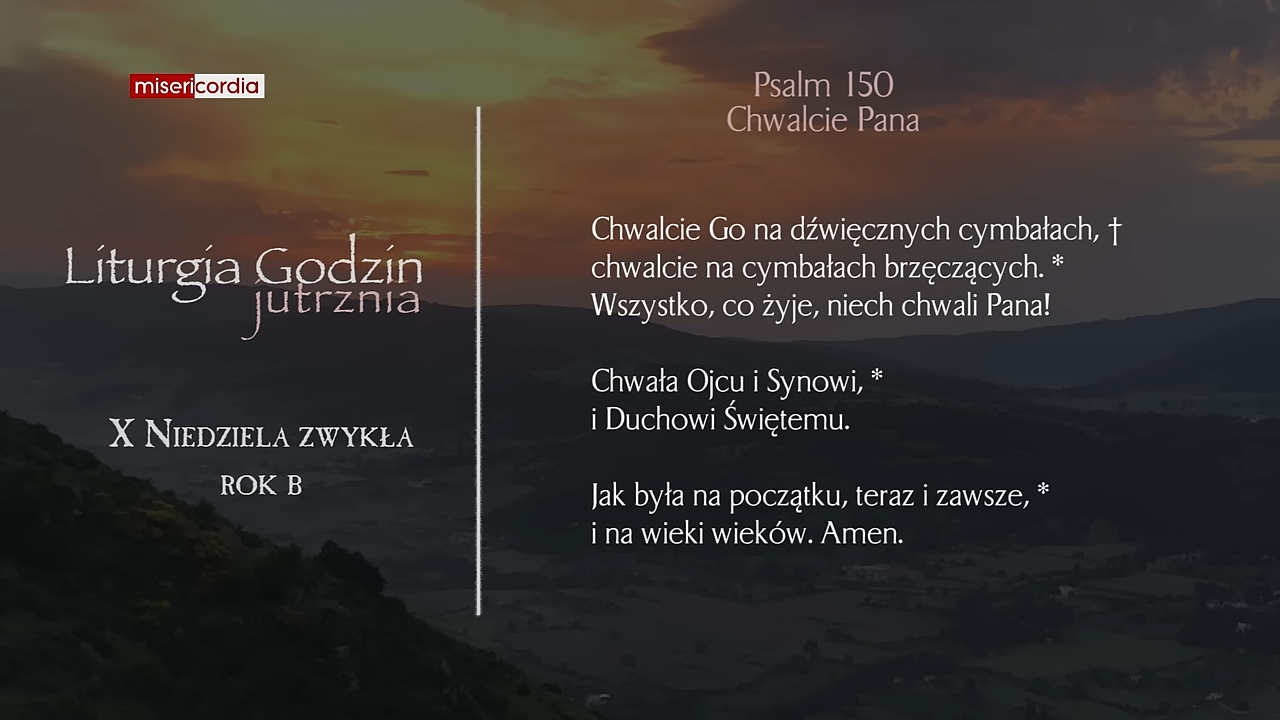 misericordia
Liturgia Godzin
jutrznia
X Niedziela zwykła
rok B
Psalm 150
Chwalcie Pana
Chwalcie Go na dźwięcznych cymbałach, †
chwalcie na cymbałach brzęczących. *
Wszystko, co żyje, niech chwali Pana!
Chwała Ojcu i Synowi, *
i Duchowi Świętemu.
Jak była na początku, teraz i zawsze, *
i na wieki wieków. Amen.